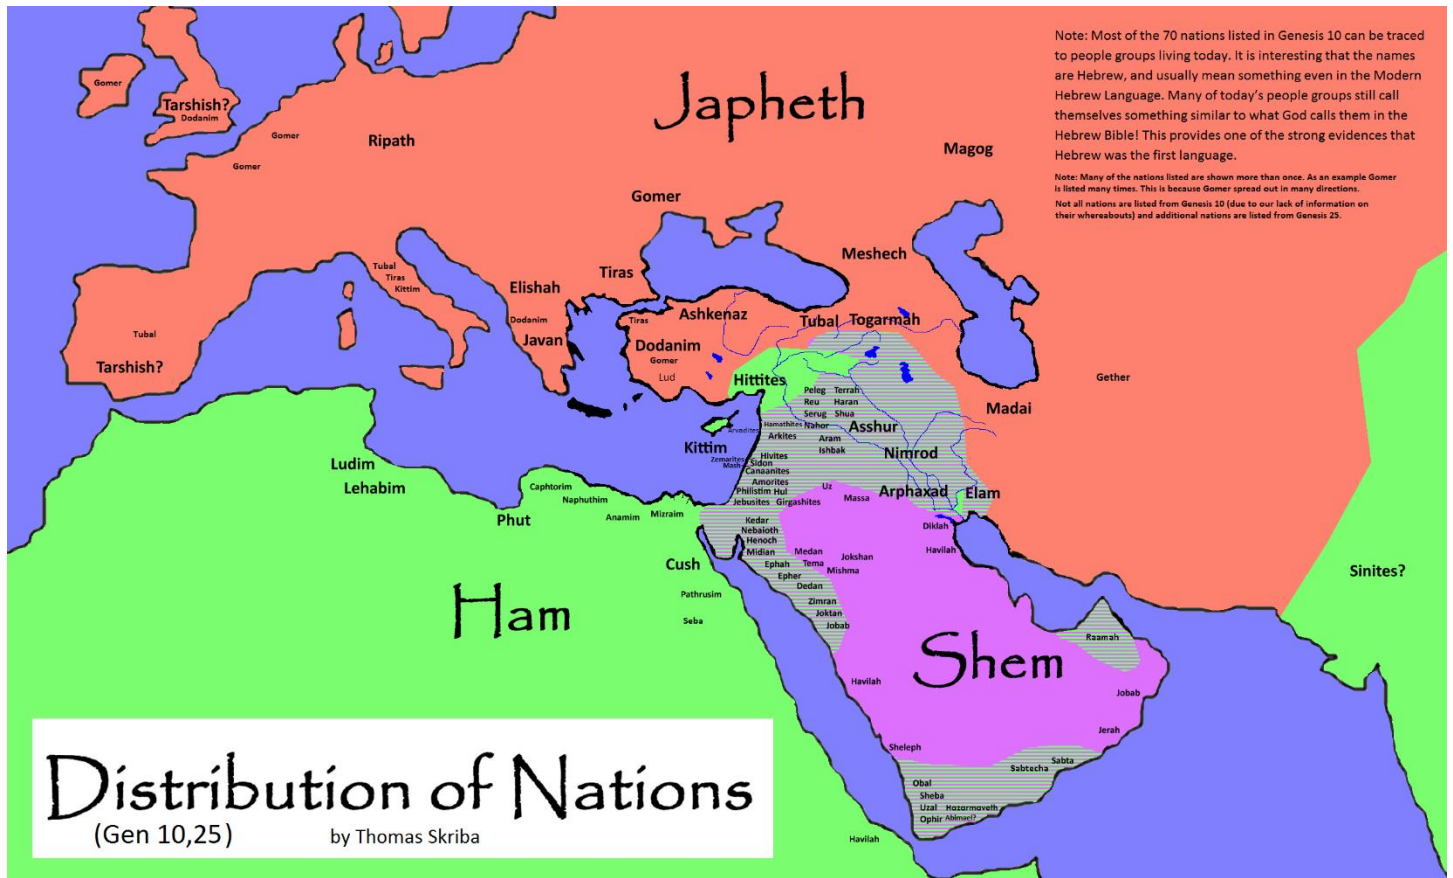 Note: Most of the 70 nations listed in Genesis 10 can be traced
to people groups living today. It is interesting that the names
are Hebrew, and usually mean something even in the Modern
Hebrew Language. Many of today's people groups still call
themselves something similar to what God calls them in the
Hebrew Bible! This provides one of the strong evidences that
Hebrew was the first language.
Note: Many of the nations listed are shown more than once. As an example Gomer
is listed many times. This is because Gomer spread out in many directions.
Not all nations are listed from Genesis 10 (due to our lack of information on
their whereabouts) and additional nations are listed from Genesis 25.
Japheth
Gomer
Tarshish?
Dodanim
Gomer
Gomer
Ripath
Magog
Gomer
Meshech
Tiras
Elishah
Tubal
Tiras
Kittim
Dodanim
Javan
Tubal
Tarshish?
Tiras
Ashkenaz
Tubal
Togarmah
Dodanim
Gomer
Lud
Hittites
Gether
Madai
Peleg
Terrah
Reu
Haran
Serug
Shua
Hamathites
Nahor
Asshur
Arvadites
Arkites
Aram
Ishbak
Kittim
Nimrod
Zemarites
Hivites
Mash
Sidon
Canaanites
Amorites
Philistim
Hul
Uz
Massa
Arphaxad
Elam
Jebusites
Girgashites
Ludim
Lehabim
Caphtorim
Naphuthim
Phut
Anamim
Mizraim
Kedar
Nebaioth
Henoch
Midian
Diklah
Havilah
Cush
Ephah
Medan
Tema
Jokshan
Mishma
Epher
Dedan
Pathrusim
Zimran
Joktan
Jobab
Seba
Ham
Sinites?
Raamah
Shem
Havilah
Jobab
Jerah
Sheleph
Sabtecha
Sabta
Obal
Sheba
Uzal
Hazarmaveth
Ophir
Abimael?
Havilah
Distribution of Nations
(Gen 10,25)
by Thomas Skriba